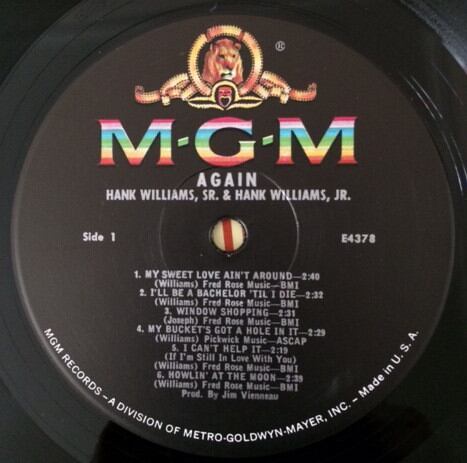 ®
M-G-M
AGAIN
HANK WILLIAMS, SR. & HANK WILLIAMS, JR.
Side 1
E4378
1. MY SWEET LOVE AIN'T AROUND—2:40
(Williams) Fred Rose Music—BMI
2. I'LL BE A BACHELOR 'TIL I DIE—2:32
(Williams) Fred Rose Music—BMI
3. WINDOW SHOPPING—2:31
(Joseph) Fred Rose Music—BMI
4. MY BUCKET'S GOT A HOLE IN IT—2:29
(Williams) Pickwick Music—ASCAP
5. I CAN'T HELP IT—2:19
(If I'm Still In Love With You)
(Williams) Fred Rose Music—BMI
6. HOWLIN' AT THE MOON—2:38
(Williams) Fred Rose Music—BMI
Prod. By Jim Vienneau
MGM RECORDS – A DIVISION OF METRO-GOLDWYN-MAYER, INC. – Made in U.S.A.